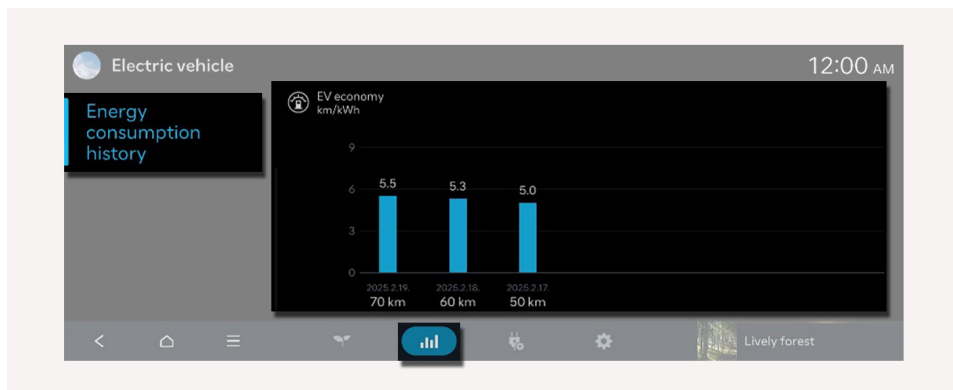 Electric vehicle
12:00 AM
Energy
consumption
history
EV economy
km/kWh
9
6
3
0
5.5
5.3
5.0
2025.2.19.
2025.2.18.
2025.2.17.
70 km
60 km
50 km
Lively forest